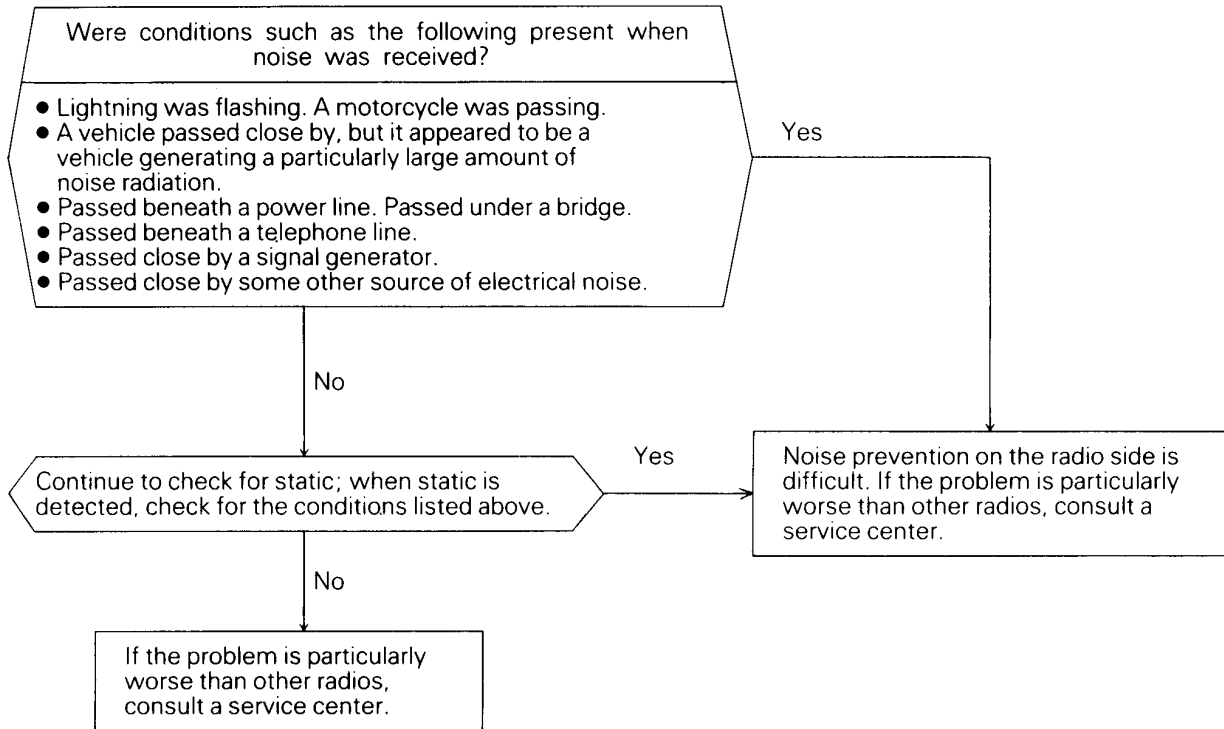 Were conditions such as the following present when
noise was received?
● Lightning was flashing. A motorcycle was passing.
● A vehicle passed close by, but it appeared to be a
vehicle generating a particularly large amount of
noise radiation.
● Passed beneath a power line. Passed under a bridge.
● Passed beneath a telephone line.
● Passed close by a signal generator.
● Passed close by some other source of electrical noise.
Yes
No
Continue to check for static; when static is
detected, check for the conditions listed above.
Yes
Noise prevention on the radio side is
difficult. If the problem is particularly
worse than other radios, consult a
service center.
No
If the problem is particularly
worse than other radios,
consult a service center.